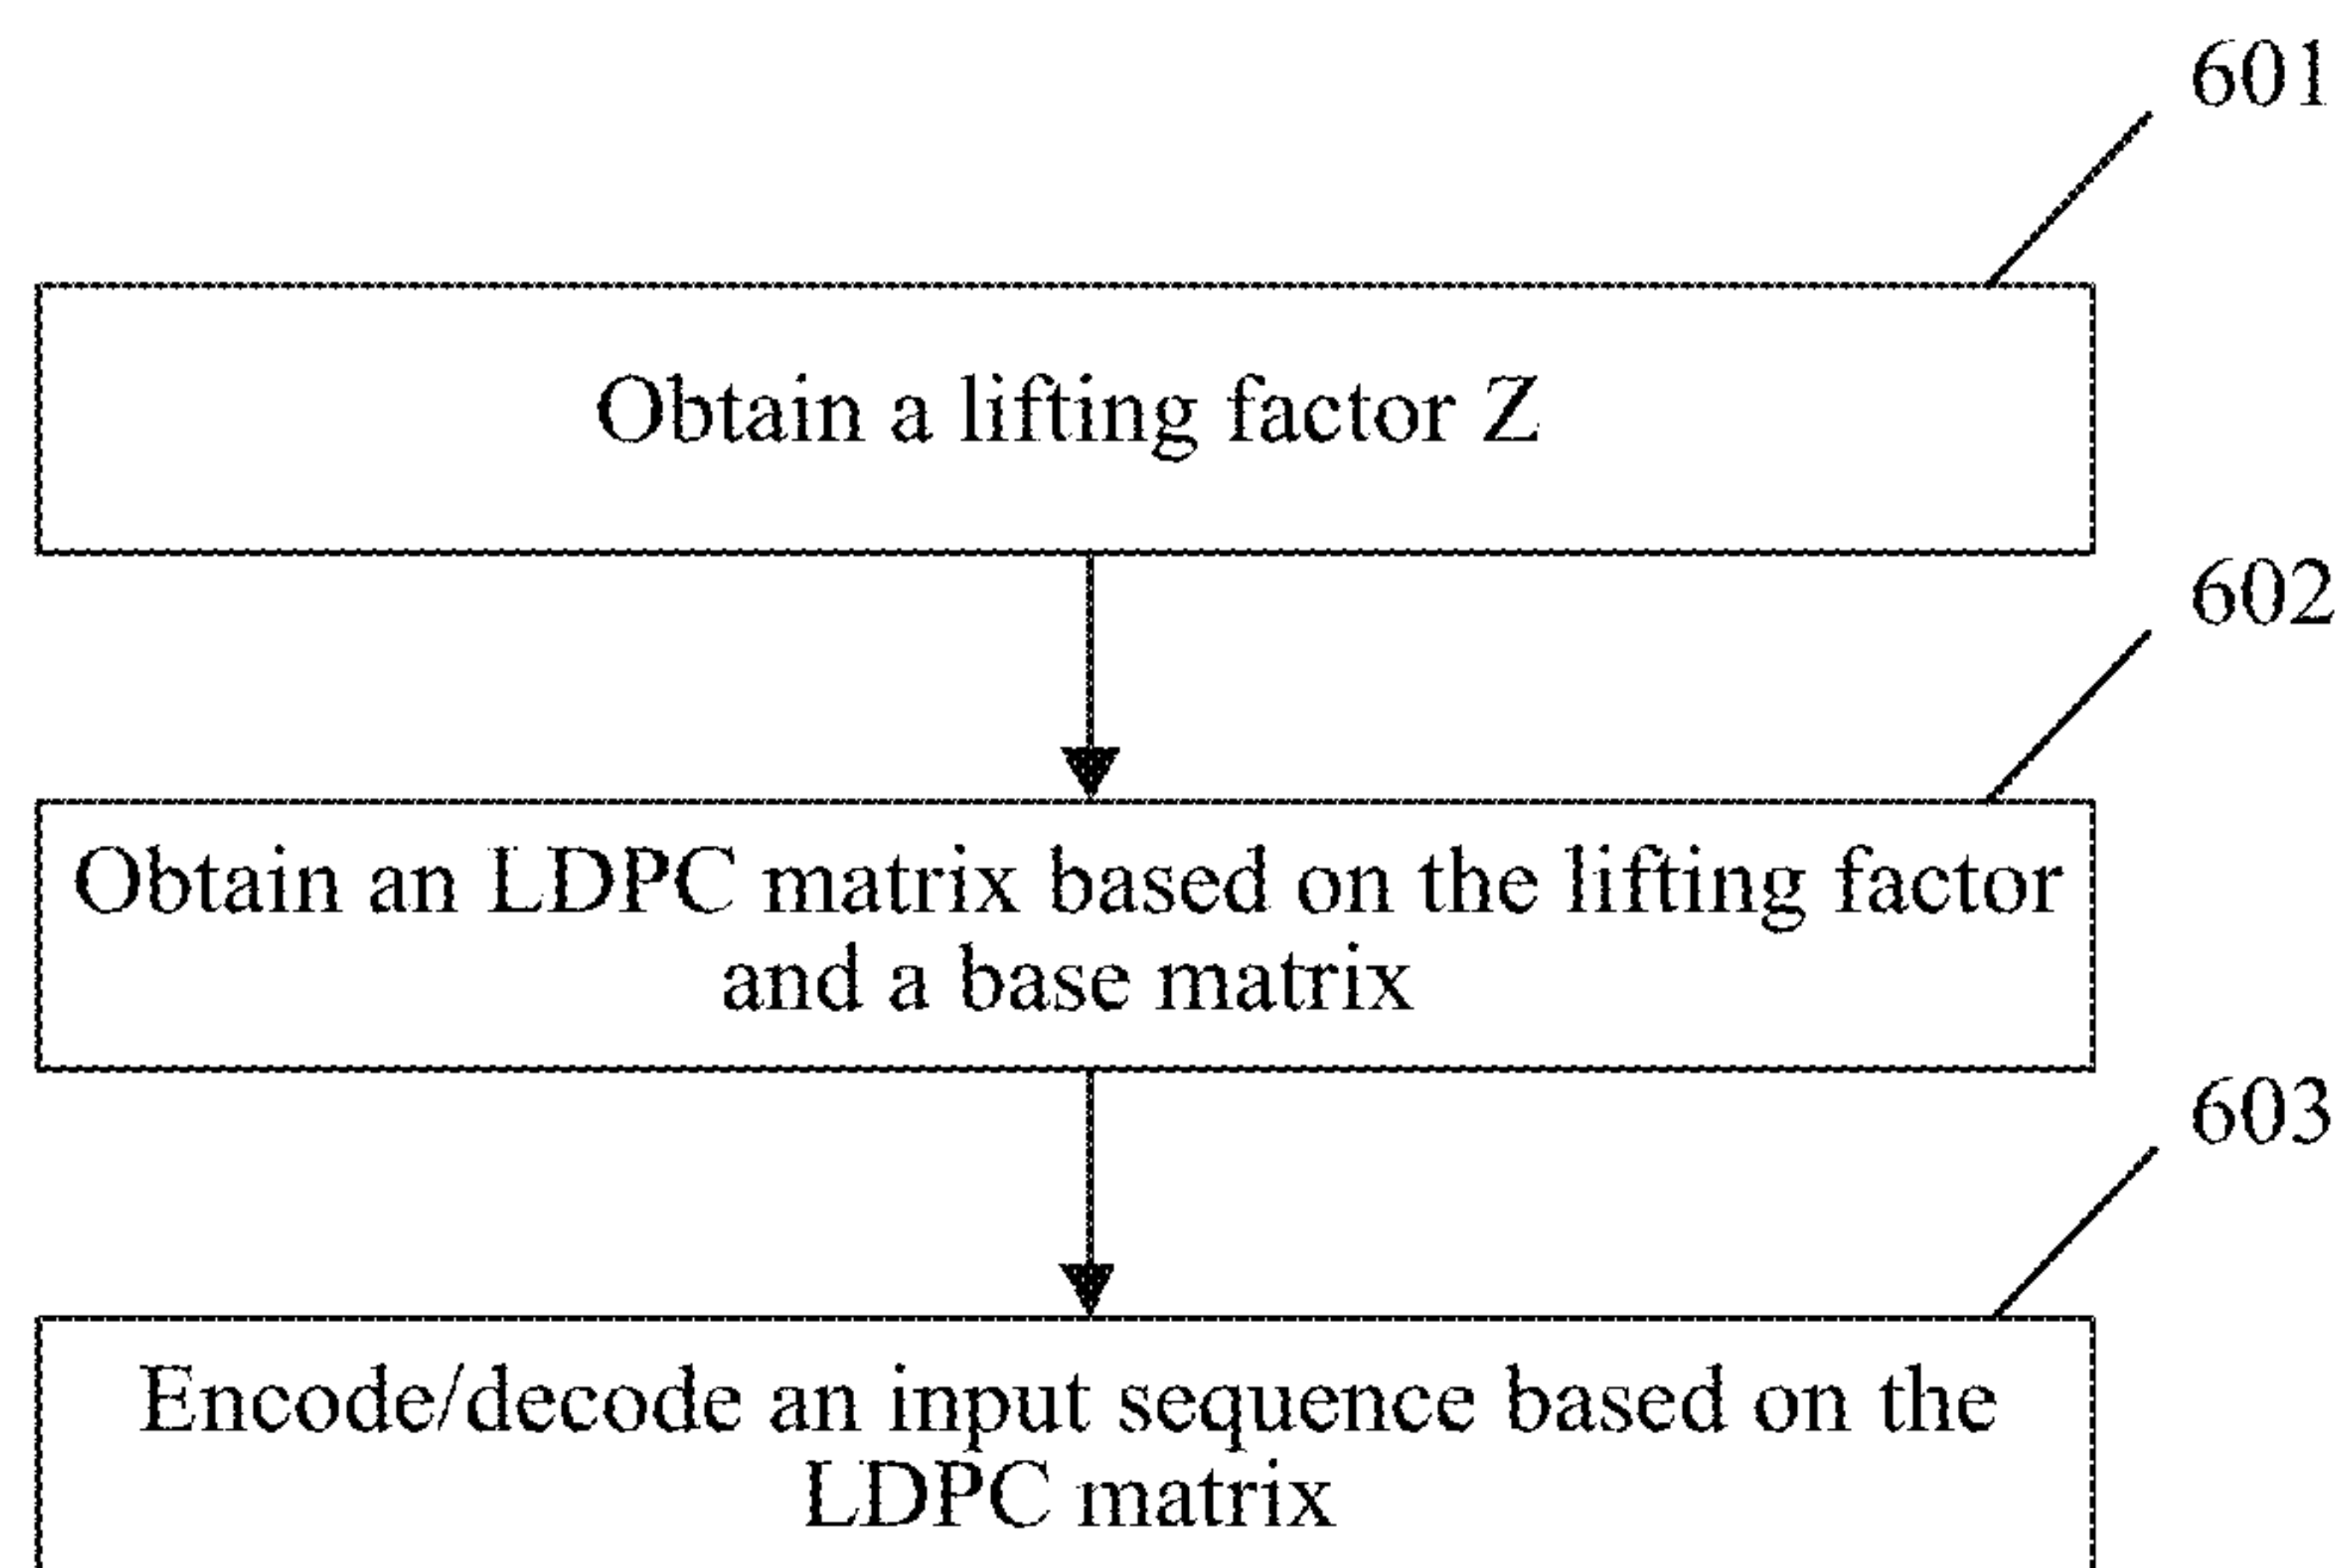 601
Obtain a lifting factor Z
602
Obtain an LDPC matrix based on the lifting factor
and a base matrix
603
Encode/decode an input sequence based on the
LDPC matrix